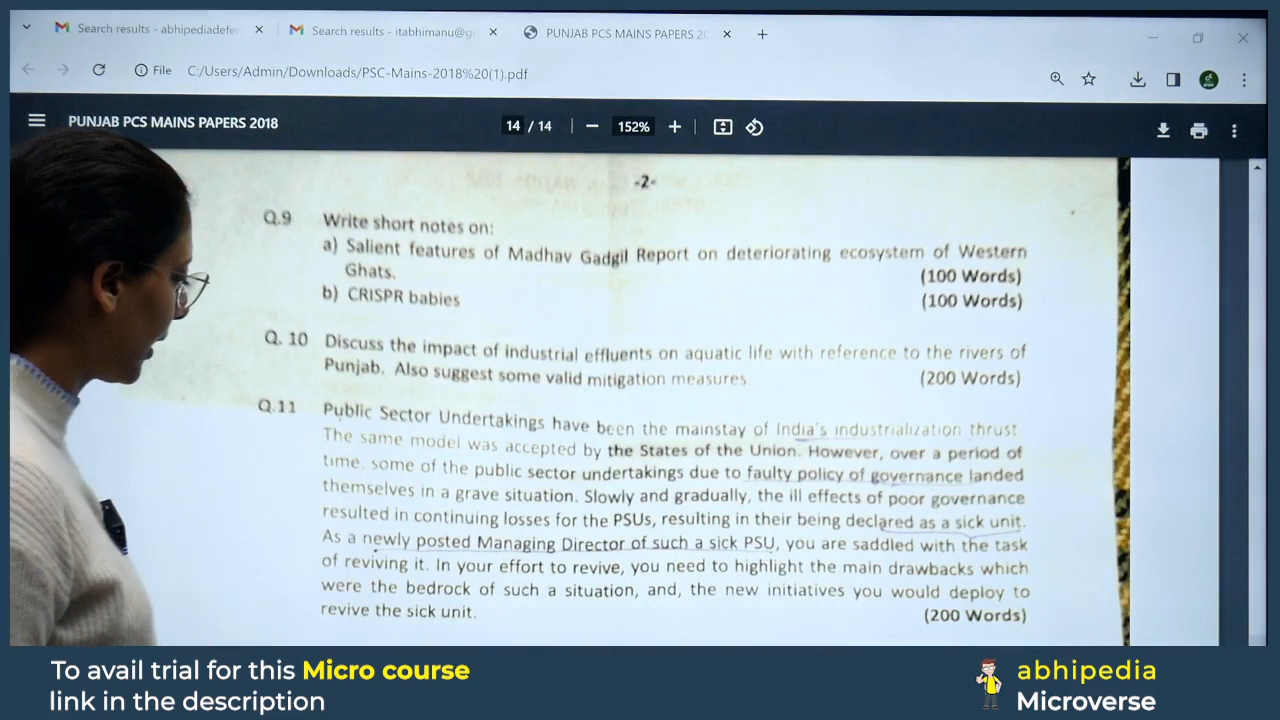 Search results - abhipediadefe
Search results - itabhimanu@g
PUNJAB PCS MAINS PAPERS 2
File C:/Users/Admin/Downloads/PSC-Mains-2018%20(1).pdf
PUNJAB PCS MAINS PAPERS 2018
14 / 14
152%
-2-
Q.9 Write short notes on:
a) Salient features of Madhav Gadgil Report on deteriorating ecosystem of Western
Ghats. (100 Words)
b) CRISPR babies (100 Words)
Q. 10 Discuss the impact of industrial effluents on aquatic life with reference to the rivers of
Punjab. Also suggest some valid mitigation measures (200 Words)
Q.11 Public Sector Undertakings have been the mainstay of India's industrialization thrust.
The same model was accepted by the States of the Union. However, over a period of
time, some of the public sector undertakings due to faulty policy of governance landed
themselves in a grave situation. Slowly and gradually, the ill effects of poor governance
resulted in continuing losses for the PSUs, resulting in their being declared as a sick unit.
As a newly posted Managing Director of such a sick PSU, you are saddled with the task
of reviving it. In your effort to revive, you need to highlight the main drawbacks which
were the bedrock of such a situation, and, the new initiatives you would deploy to
revive the sick unit. (200 Words)
To avail trial for this Micro course
link in the description
abhipedia
Microverse